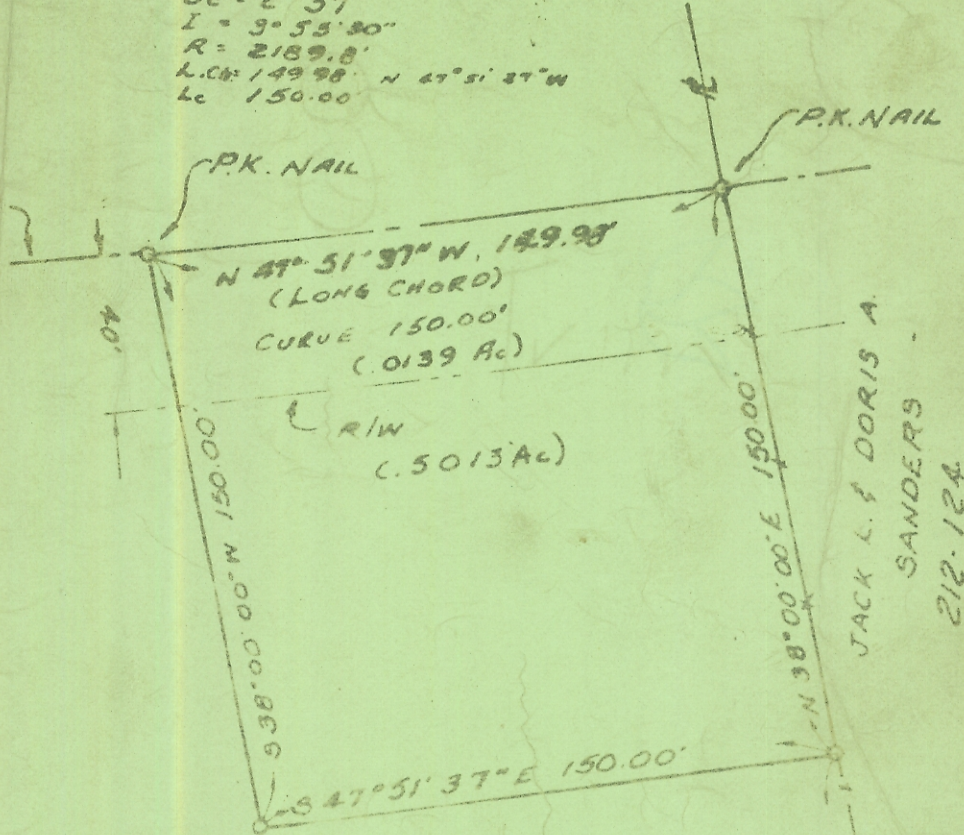 I = 3° 55' 30"
R = 2189.8'
L.CH= 149.98' N 47° 51' 37" W
Lc 150.00'
P.K. NAIL
P.K. NAIL
N 47° 51' 37" W, 149.98'
(LONG CHORD)
CURVE 150.00'
(.0139 Ac)
40'
R/W
(.5013 Ac)
S 38°00'00" W 150.00'
N 38°00'00" E 150.00'
S 47°51'37" E 150.00'
JACK L. & DORIS A.
SANDERS
212-124